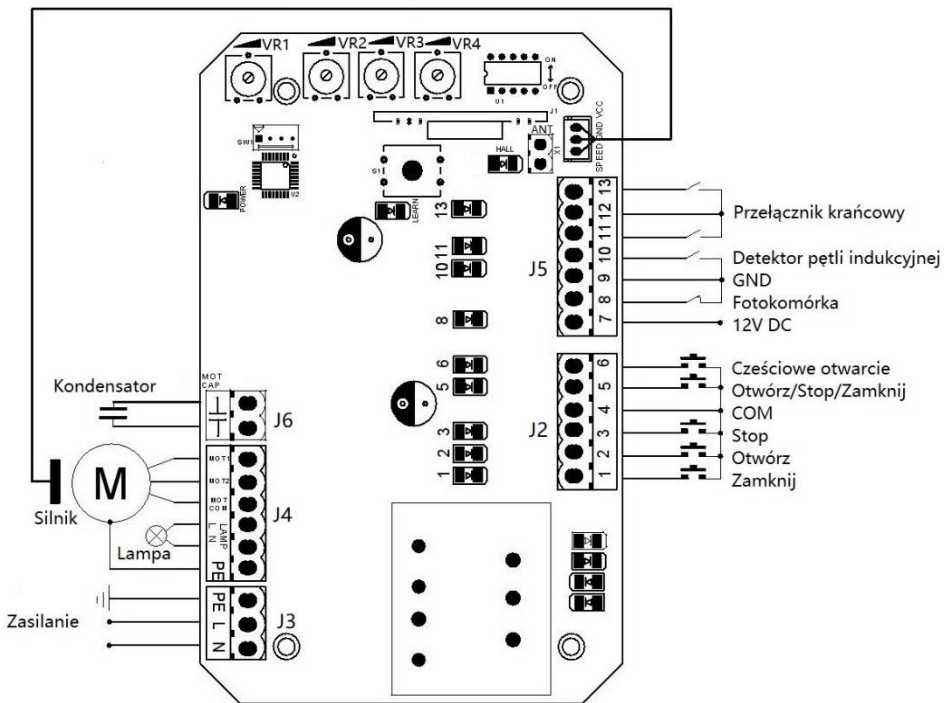 VR1
VR2
VR3
VR4
ON
OFF
U1
J1
ANT
X1
HALL
SPEED GND VCC
SW1
U2
S1
POWER
LEARN
13
11
10
8
6
5
3
2
1
J5
13
12
11
10
9
8
7
Przełącznik krańcowy
Detektor pętli indukcyjnej
GND
Fotokomórka
12V DC
J2
6
5
4
3
2
1
Cześciowe otwarcie
Otwórz/Stop/Zamknij
COM
Stop
Otwórz
Zamknij
Kondensator
MOT
CAP
J6
M
Silnik
MOT1
MOT2
MOT
COM
L
N
LAMP
PE
J4
Lampa
Zasilanie
PE
L
N
J3